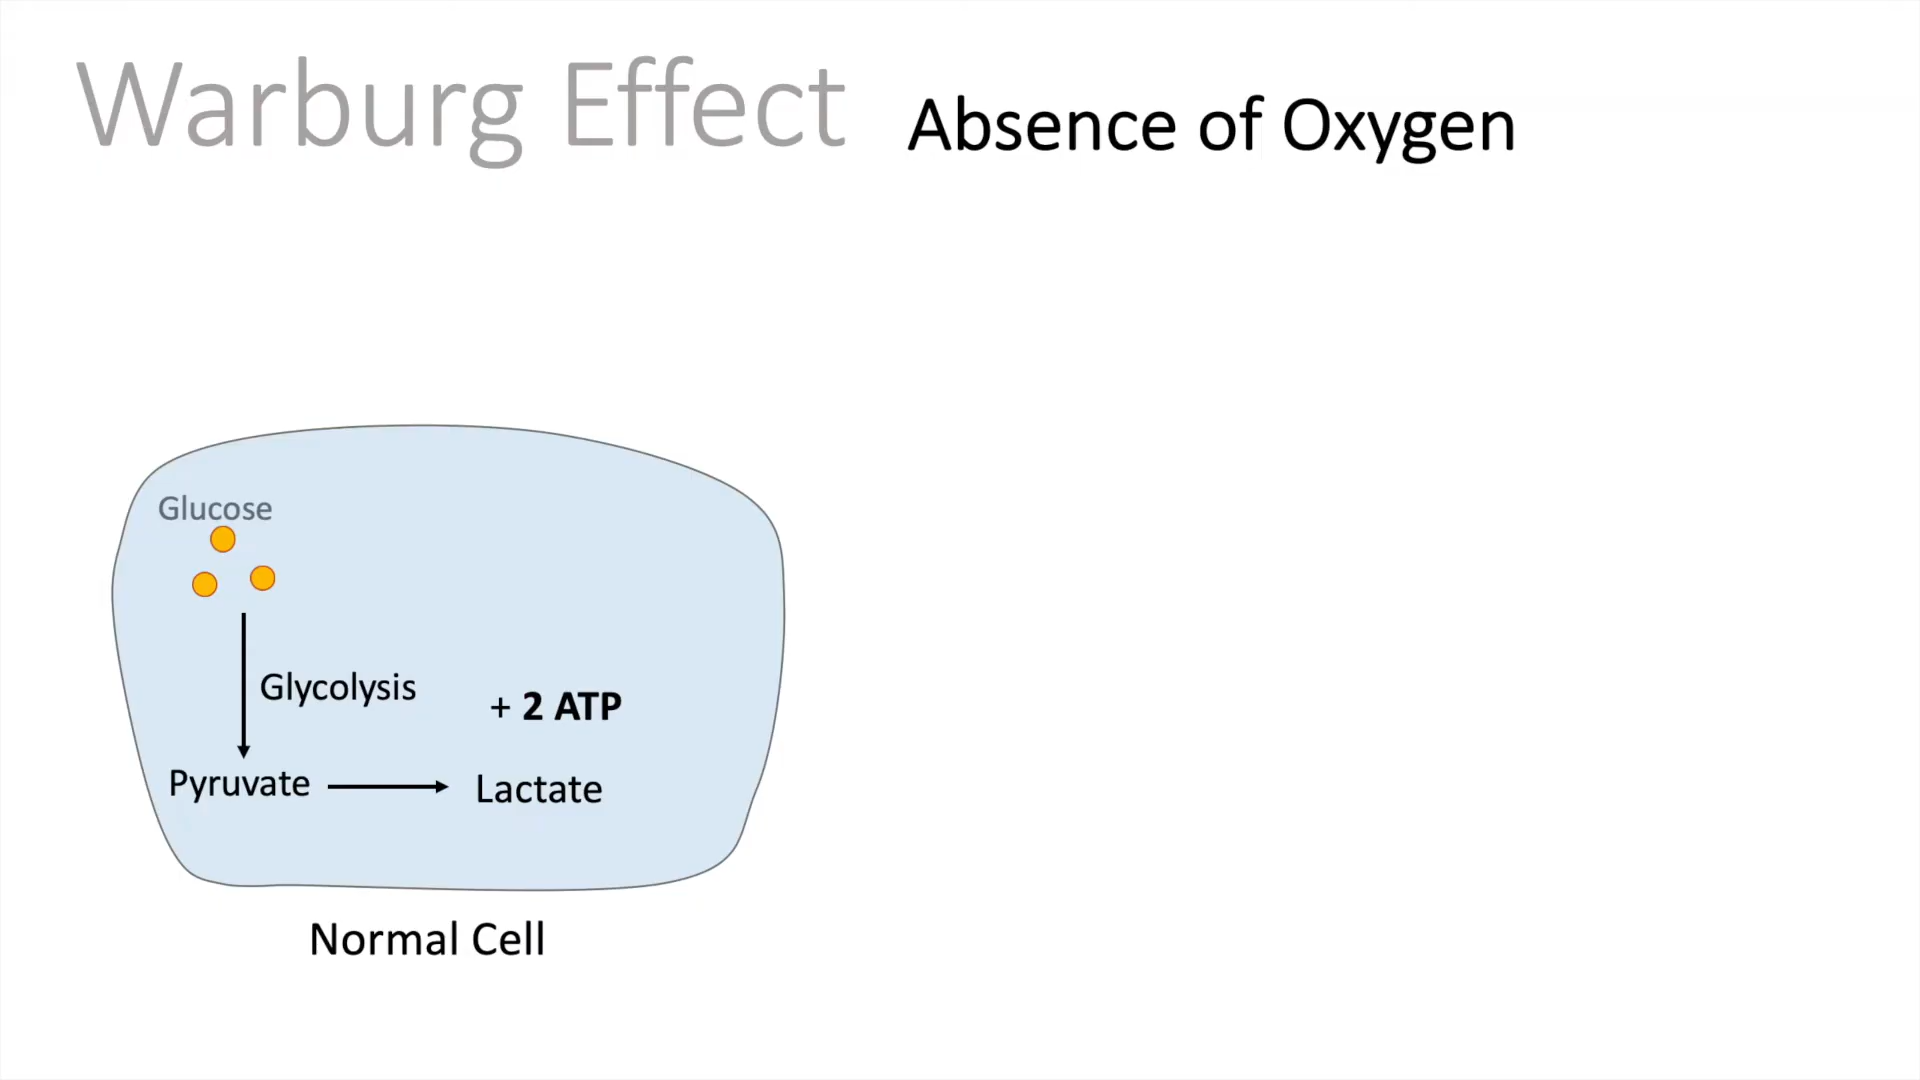 Warburg Effect
Absence of Oxygen
Glucose
Glycolysis
+ 2 ATP
Pyruvate
Lactate
Normal Cell